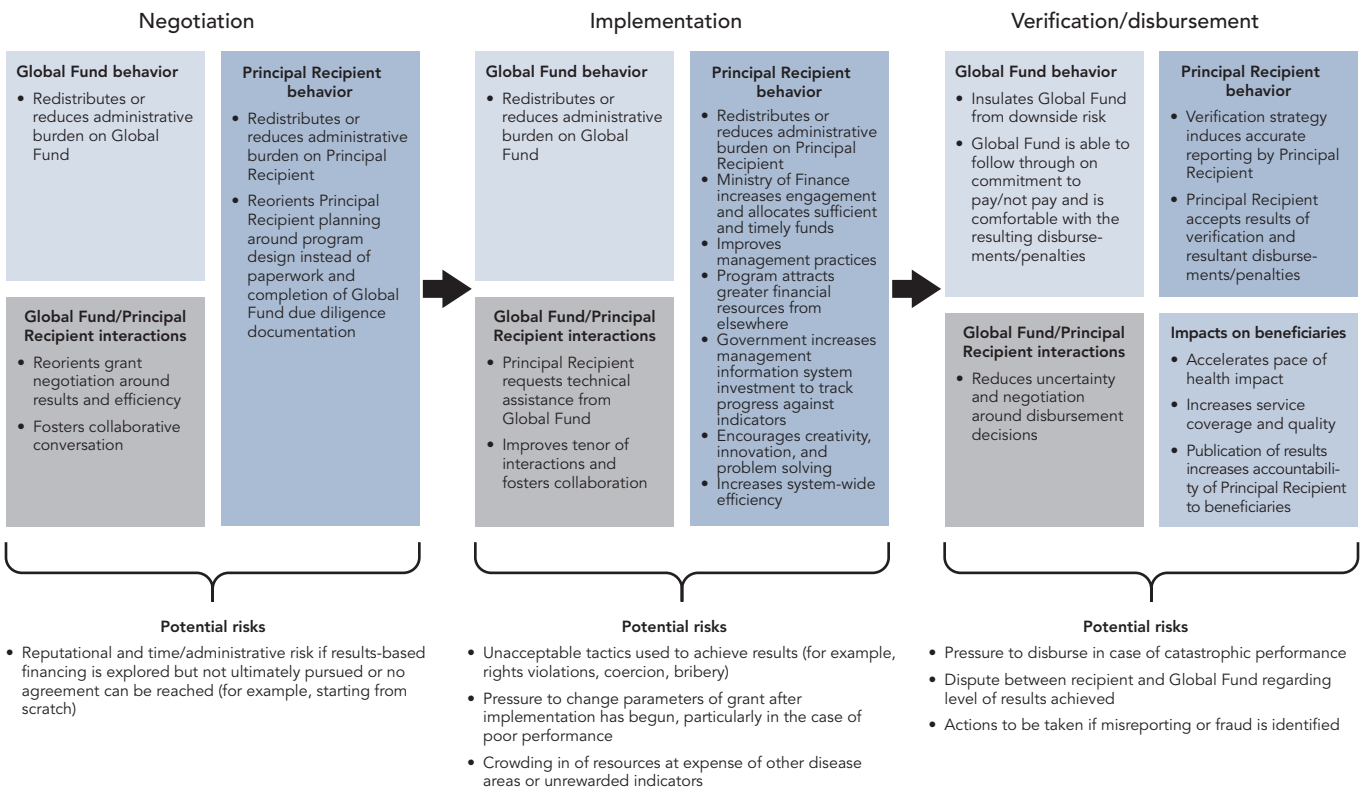 Negotiation
Global Fund behavior
• Redistributes or
reduces administrative
burden on Global
Fund
Principal Recipient
behavior
• Redistributes or
reduces administrative
burden on Principal
Recipient
• Reorients Principal
Recipient planning
around program
design instead of
paperwork and
completion of Global
Fund due diligence
documentation
Global Fund/Principal
Recipient interactions
• Reorients grant
negotiation around
results and efficiency
• Fosters collaborative
conversation
Potential risks
• Reputational and time/administrative risk if results-based
financing is explored but not ultimately pursued or no
agreement can be reached (for example, starting from
scratch)
Implementation
Global Fund behavior
• Redistributes or
reduces administrative
burden on Global
Fund
Principal Recipient
behavior
• Redistributes or
reduces administrative
burden on Principal
Recipient
• Ministry of Finance
increases engagement
and allocates sufficient
and timely funds
• Improves
management practices
• Program attracts
greater financial
resources from
elsewhere
• Government increases
management
information system
investment to track
progress against
indicators
• Encourages creativity,
innovation, and
problem solving
• Increases system-wide
efficiency
Global Fund/Principal
Recipient interactions
• Principal Recipient
requests technical
assistance from
Global Fund
• Improves tenor of
interactions and
fosters collaboration
Potential risks
• Unacceptable tactics used to achieve results (for example,
rights violations, coercion, bribery)
• Pressure to change parameters of grant after
implementation has begun, particularly in the case of
poor performance
• Crowding in of resources at expense of other disease
areas or unrewarded indicators
Verification/disbursement
Global Fund behavior
• Insulates Global Fund
from downside risk
• Global Fund is able to
follow through on
commitment to
pay/not pay and is
comfortable with the
resulting disburse-
ments/penalties
Principal Recipient
behavior
• Verification strategy
induces accurate
reporting by Principal
Recipient
• Principal Recipient
accepts results of
verification and
resultant disburse-
ments/penalties
Global Fund/Principal
Recipient interactions
• Reduces uncertainty
and negotiation
around disbursement
decisions
Impacts on beneficiaries
• Accelerates pace of
health impact
• Increases service
coverage and quality
• Publication of results
increases accountabili-
ty of Principal Recipient
to beneficiaries
Potential risks
• Pressure to disburse in case of catastrophic performance
• Dispute between recipient and Global Fund regarding
level of results achieved
• Actions to be taken if misreporting or fraud is identified